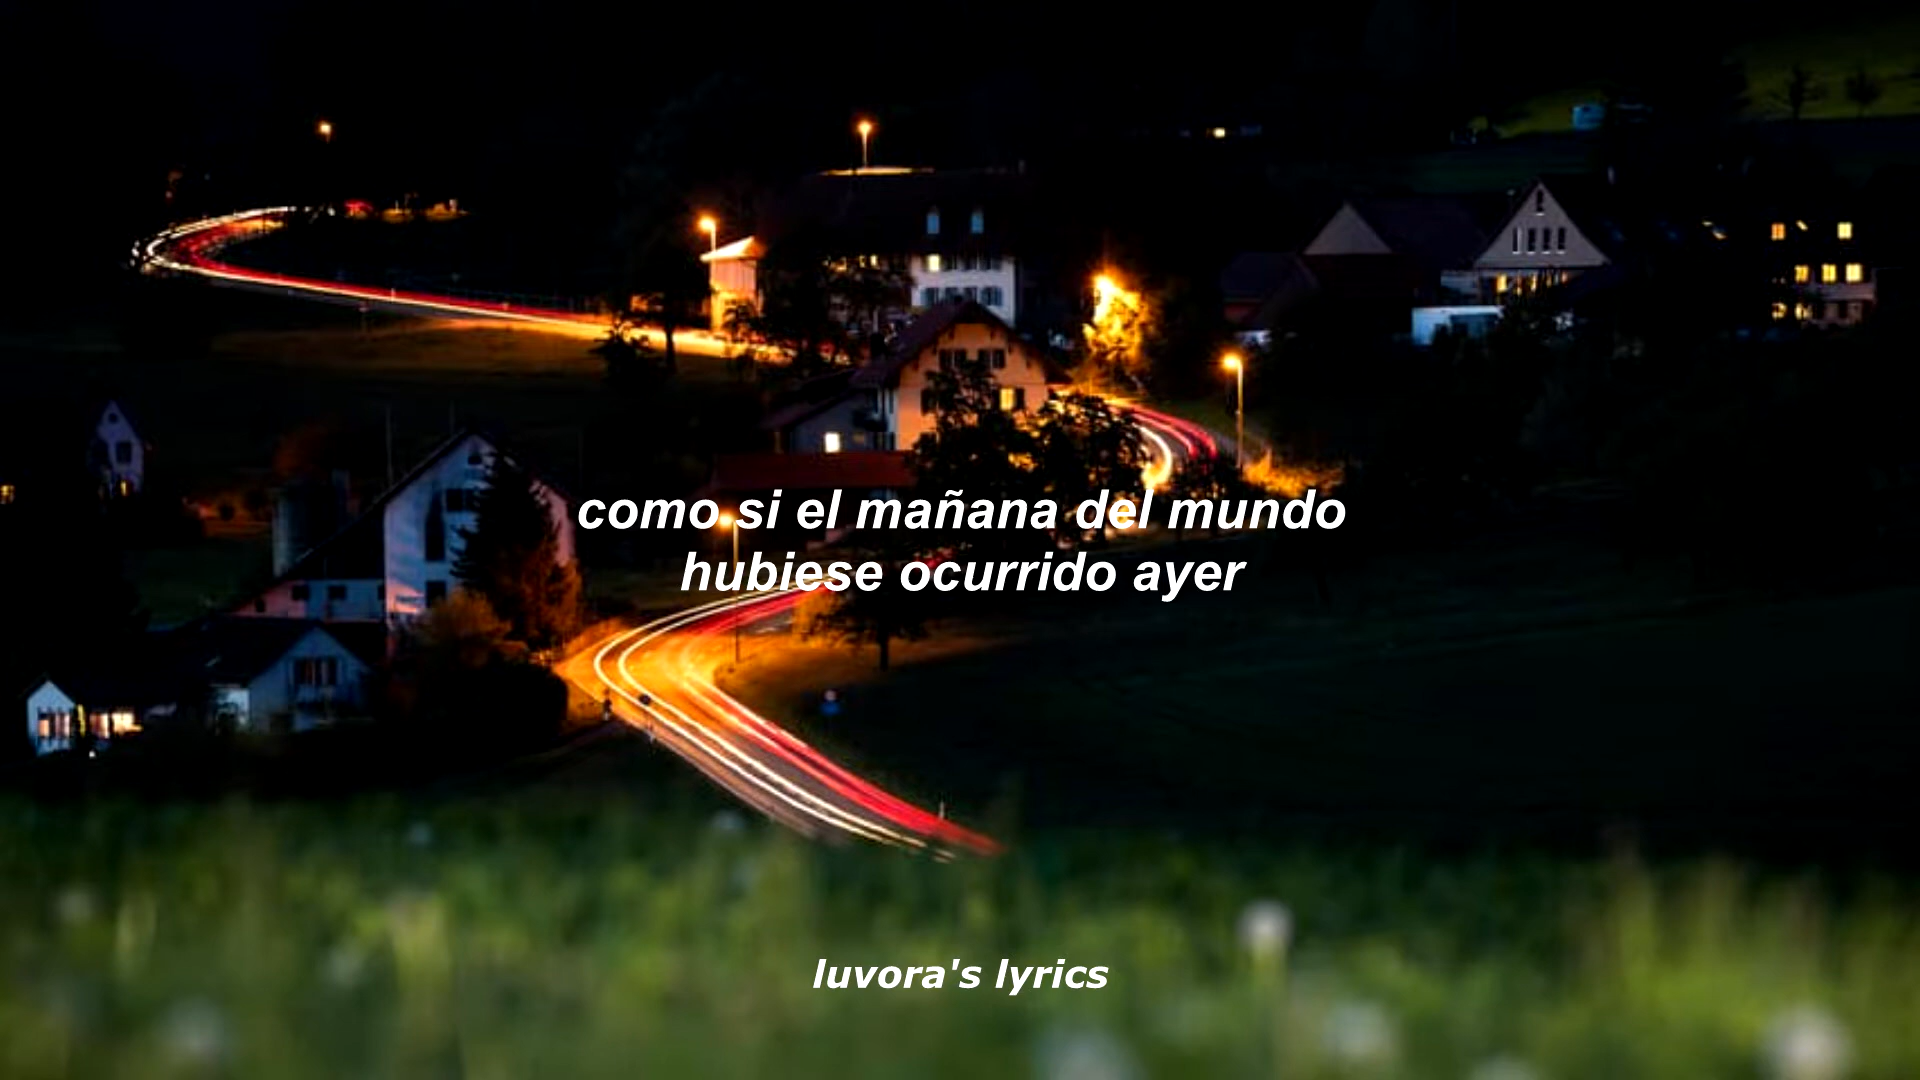 como si el mañana del mundo
hubiese ocurrido ayer
luvora's lyrics